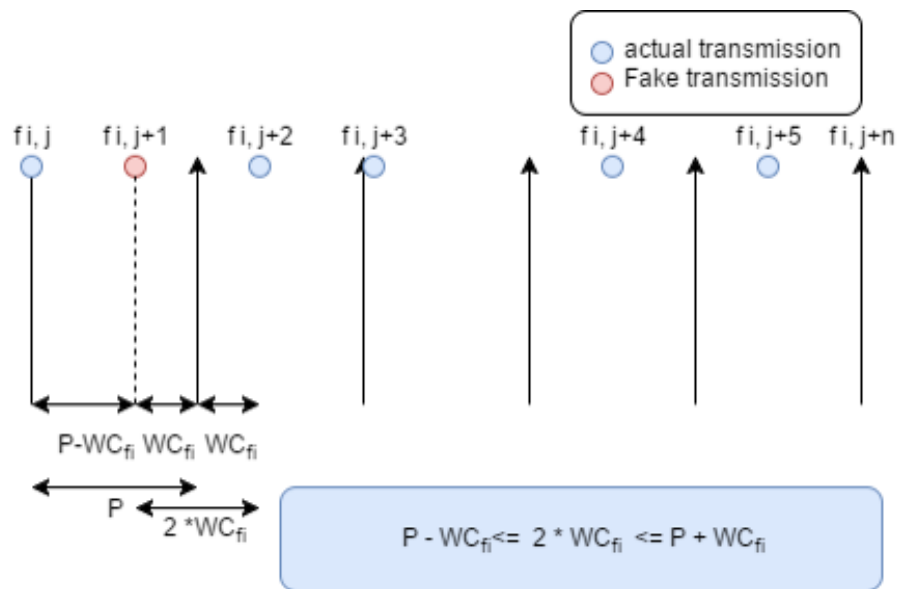 actual transmission
Fake transmission
f i, j f i, j+1 f i, j+2 f i, j+3 f i, j+4 f i, j+5 f i, j+n
P-WCfi WCfi WCfi
P
2 *WCfi
P - WCfi<= 2 * WCfi <= P + WCfi